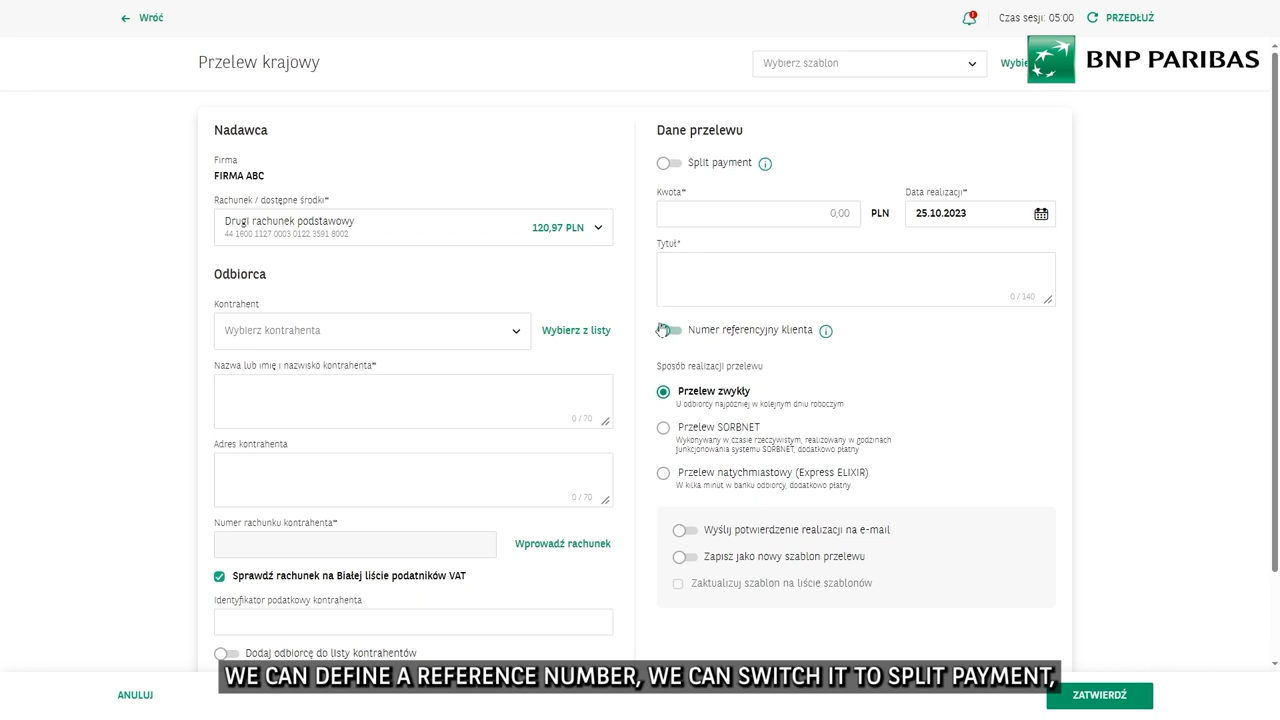 Wróć
Czas sesji: 05:00 PRZEDŁUŻ
Przelew krajowy
Wybierz szablon
BNP PARIBAS
Nadawca
Firma
FIRMA ABC
Rachunek / dostępne środki*
Drugi rachunek podstawowy
44 1600 1127 0003 0122 3591 8002
120,97 PLN
Odbiorca
Kontrahent
Wybierz kontrahenta
Wybierz z listy
Nazwa lub imię i nazwisko kontrahenta*
0 / 70
Adres kontrahenta
0 / 70
Numer rachunku kontrahenta*
Wprowadź rachunek
Sprawdź rachunek na Białej liście podatników VAT
Identyfikator podatkowy kontrahenta
Dodaj odbiorcę do listy kontrahentów
Dane przelewu
Split payment
Kwota*
0,00 PLN
Data realizacji*
25.10.2023
Tytuł*
0 / 140
Numer referencyjny klienta
Sposób realizacji przelewu
Przelew zwykły
U odbiorcy najpóźniej w kolejnym dniu roboczym
Przelew SORBNET
Wykonywany w czasie rzeczywistym, realizowany w godzinach
funkcjonowania systemu SORBNET, dodatkowo płatny
Przelew natychmiastowy (Express ELIXIR)
W kilka minut w banku odbiorcy, dodatkowo płatny
Wyślij potwierdzenie realizacji na e-mail
Zapisz jako nowy szablon przelewu
Zaktualizuj szablon na liście szablonów
WE CAN DEFINE A REFERENCE NUMBER, WE CAN SWITCH IT TO SPLIT PAYMENT,
ANULUJ
ZATWIERDŹ